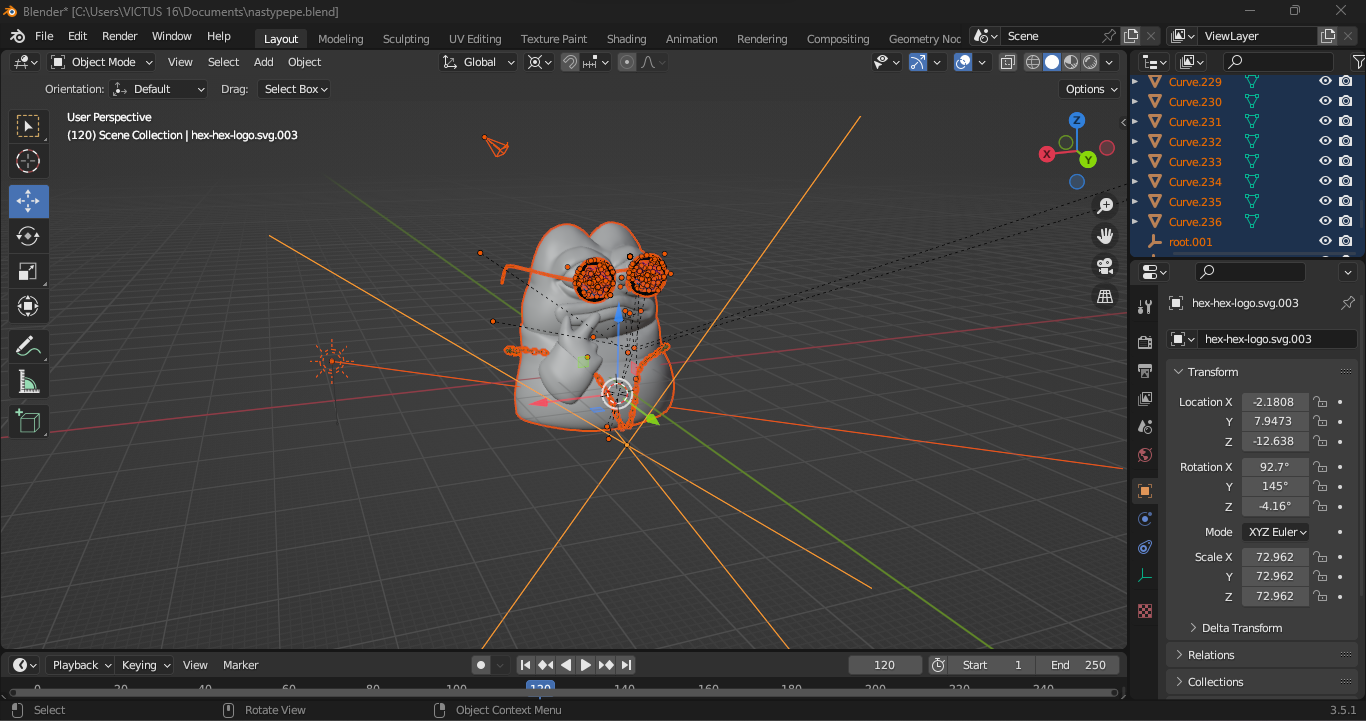 Blender* [C:\Users\VICTUS 16\Documents\nastypepe.blend]
File Edit Render Window Help Layout Modeling Sculpting UV Editing Texture Paint Shading Animation Rendering Compositing Geometry Noc Scene ViewLayer
Object Mode View Select Add Object Global
Orientation: Default Drag: Select Box Options
User Perspective
(120) Scene Collection | hex-hex-logo.svg.003
Z
X
Y
Curve.229
Curve.230
Curve.231
Curve.232
Curve.233
Curve.234
Curve.235
Curve.236
root.001
hex-hex-logo.svg.003
hex-hex-logo.svg.003
Transform
Location X -2.1808
Y 7.9473
Z -12.638
Rotation X 92.7°
Y 145°
Z -4.16°
Mode XYZ Euler
Scale X 72.962
Y 72.962
Z 72.962
Delta Transform
Relations
Collections
Playback Keying View Marker 120 Start 1 End 250
0 20 40 60 80 100 120 140 160 180 200 220 240
Select Rotate View Object Context Menu 3.5.1